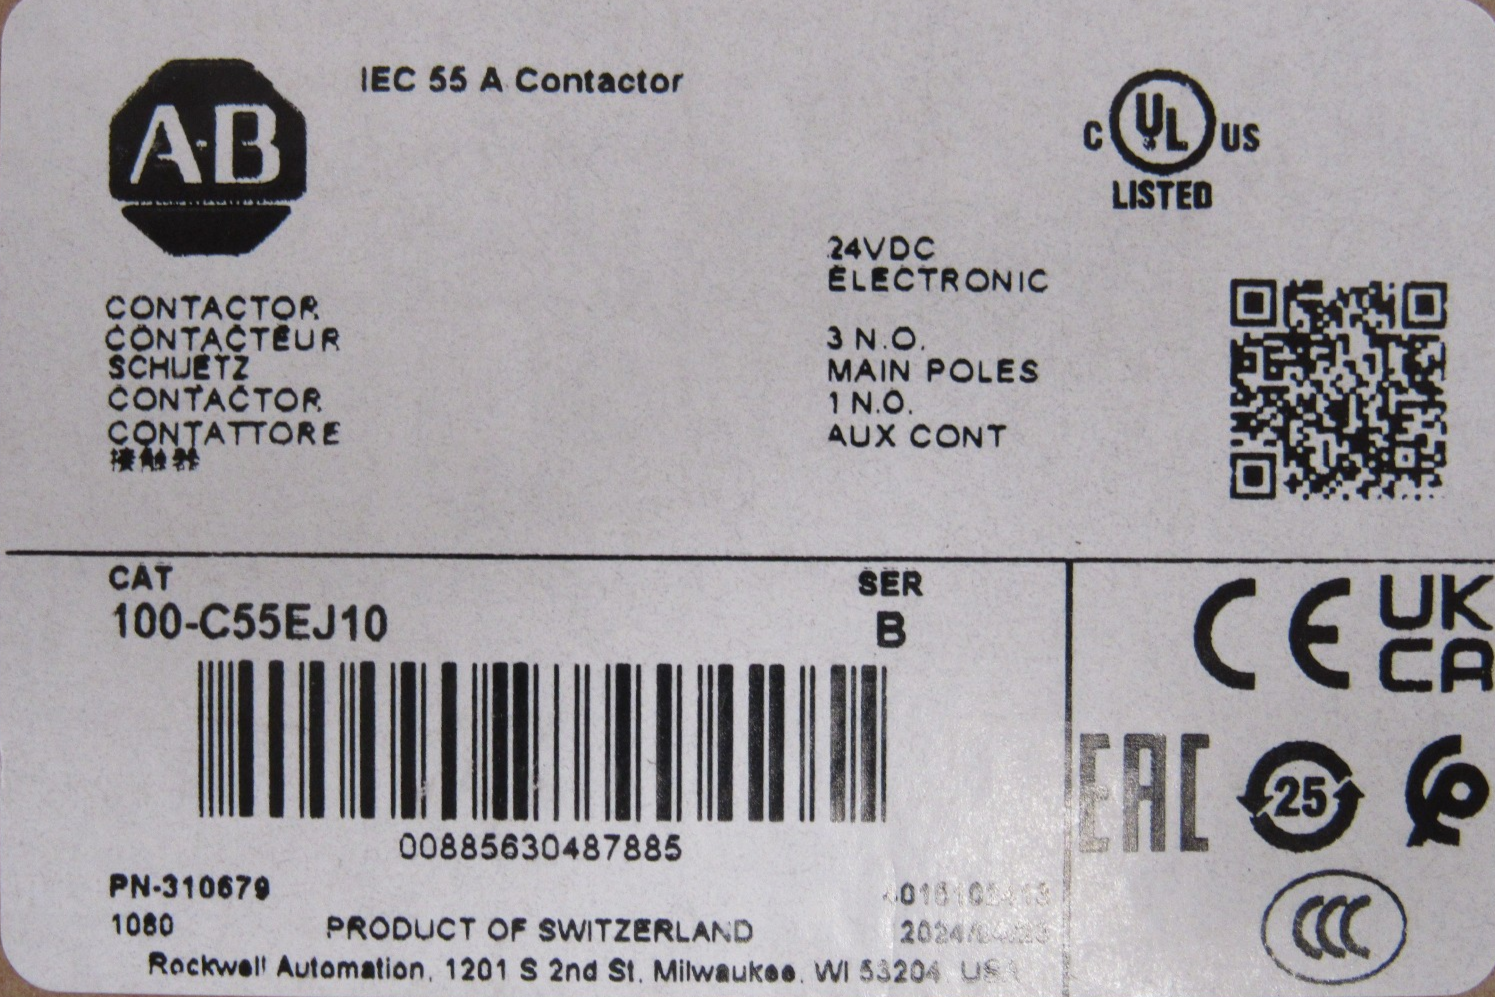 A-B
IEC 55 A Contactor
C UL US
LISTED
24VDC
ELECTRONIC
3 N.O.
MAIN POLES
1 N.O.
AUX CONT
CONTACTOR
CONTACTEUR
SCHUETZ
CONTACTOR
CONTATTORE
接触器
CAT
100-C55EJ10
SER
B
00885630487885
PN-310679
1080
PRODUCT OF SWITZERLAND
Rockwell Automation, 1201 S 2nd St. Milwaukee, WI 53204 USA
CE
UK
CA
EAC
25
CCC